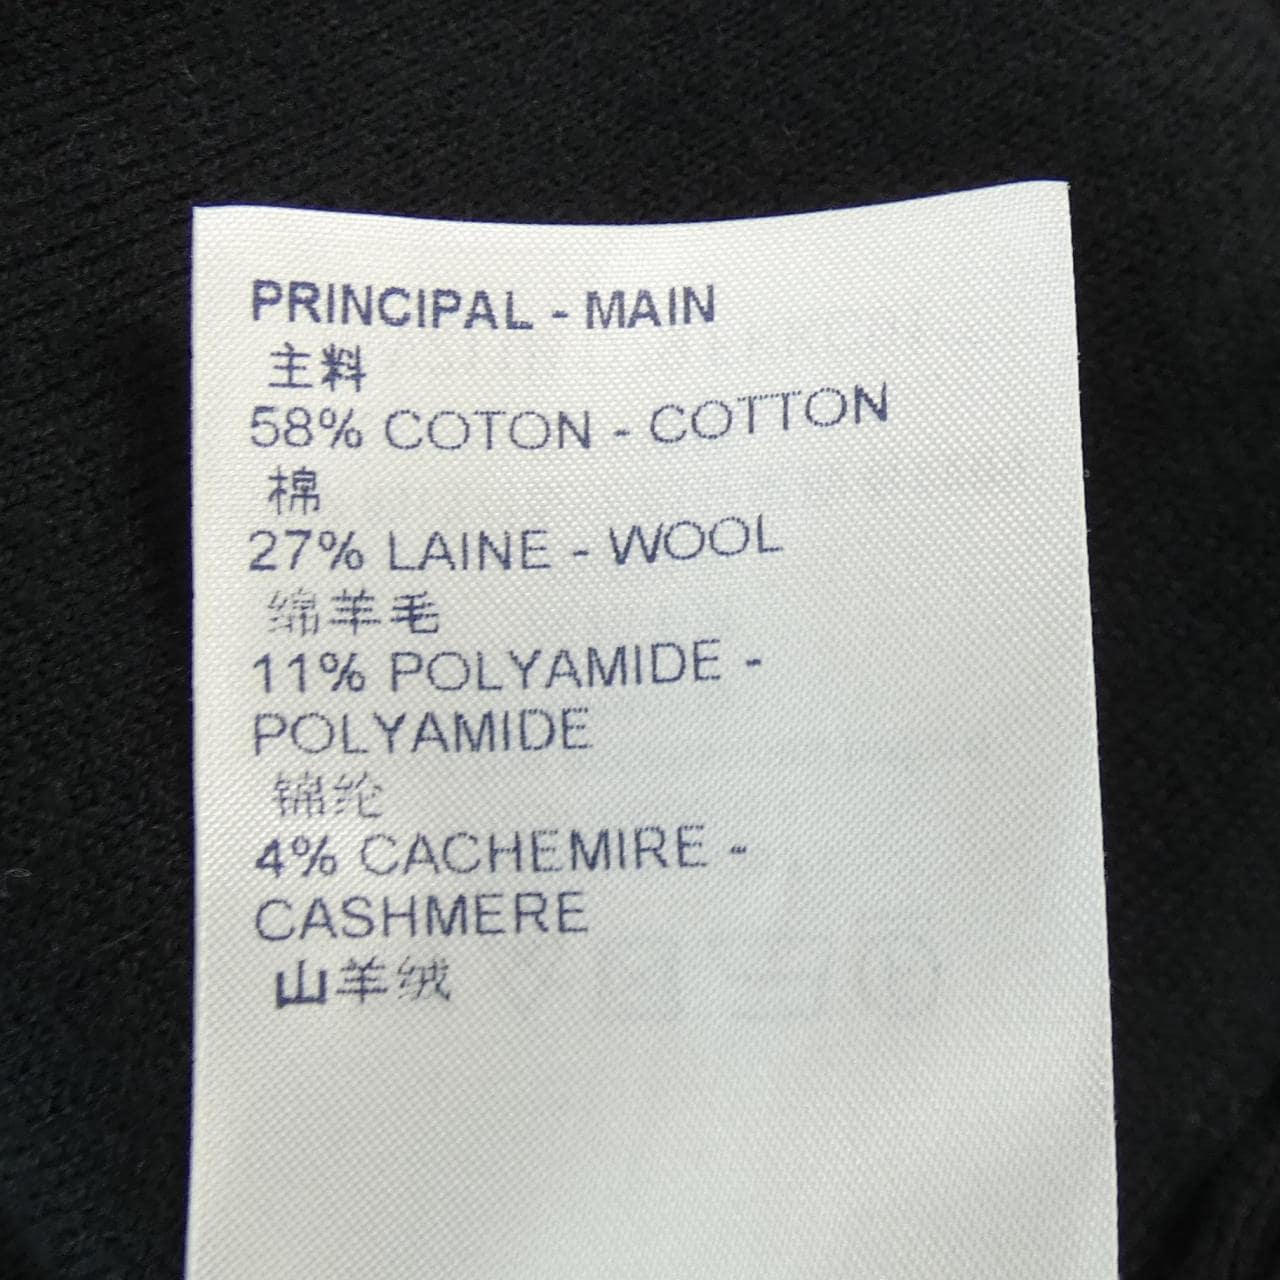 PRINCIPAL - MAIN
主料
58% COTON - COTTON
棉
27% LAINE - WOOL
绵羊毛
11% POLYAMIDE -
POLYAMIDE
锦纶
4% CACHEMIRE -
CASHMERE
山羊绒